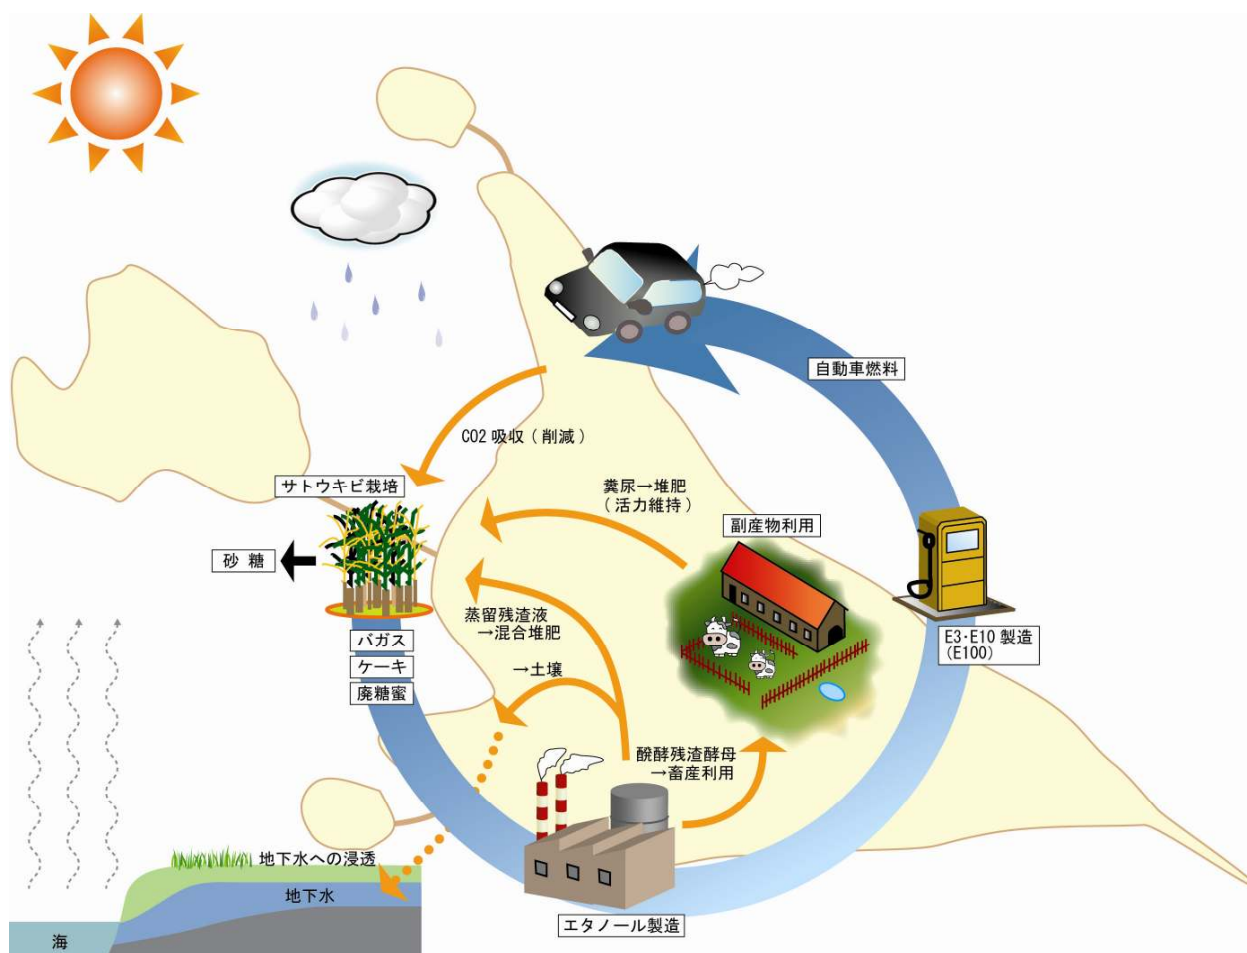 自動車燃料
CO2 吸収 ( 削減 )
サトウキビ栽培
糞尿→堆肥
( 活力維持 )
副産物利用
砂 糖
蒸留残渣液
→混合堆肥
E3・E10 製造
(E100)
バガス
ケーキ
廃糖蜜
→土壌
醗酵残渣酵母
→畜産利用
地下水への浸透
地下水
エタノール製造
海